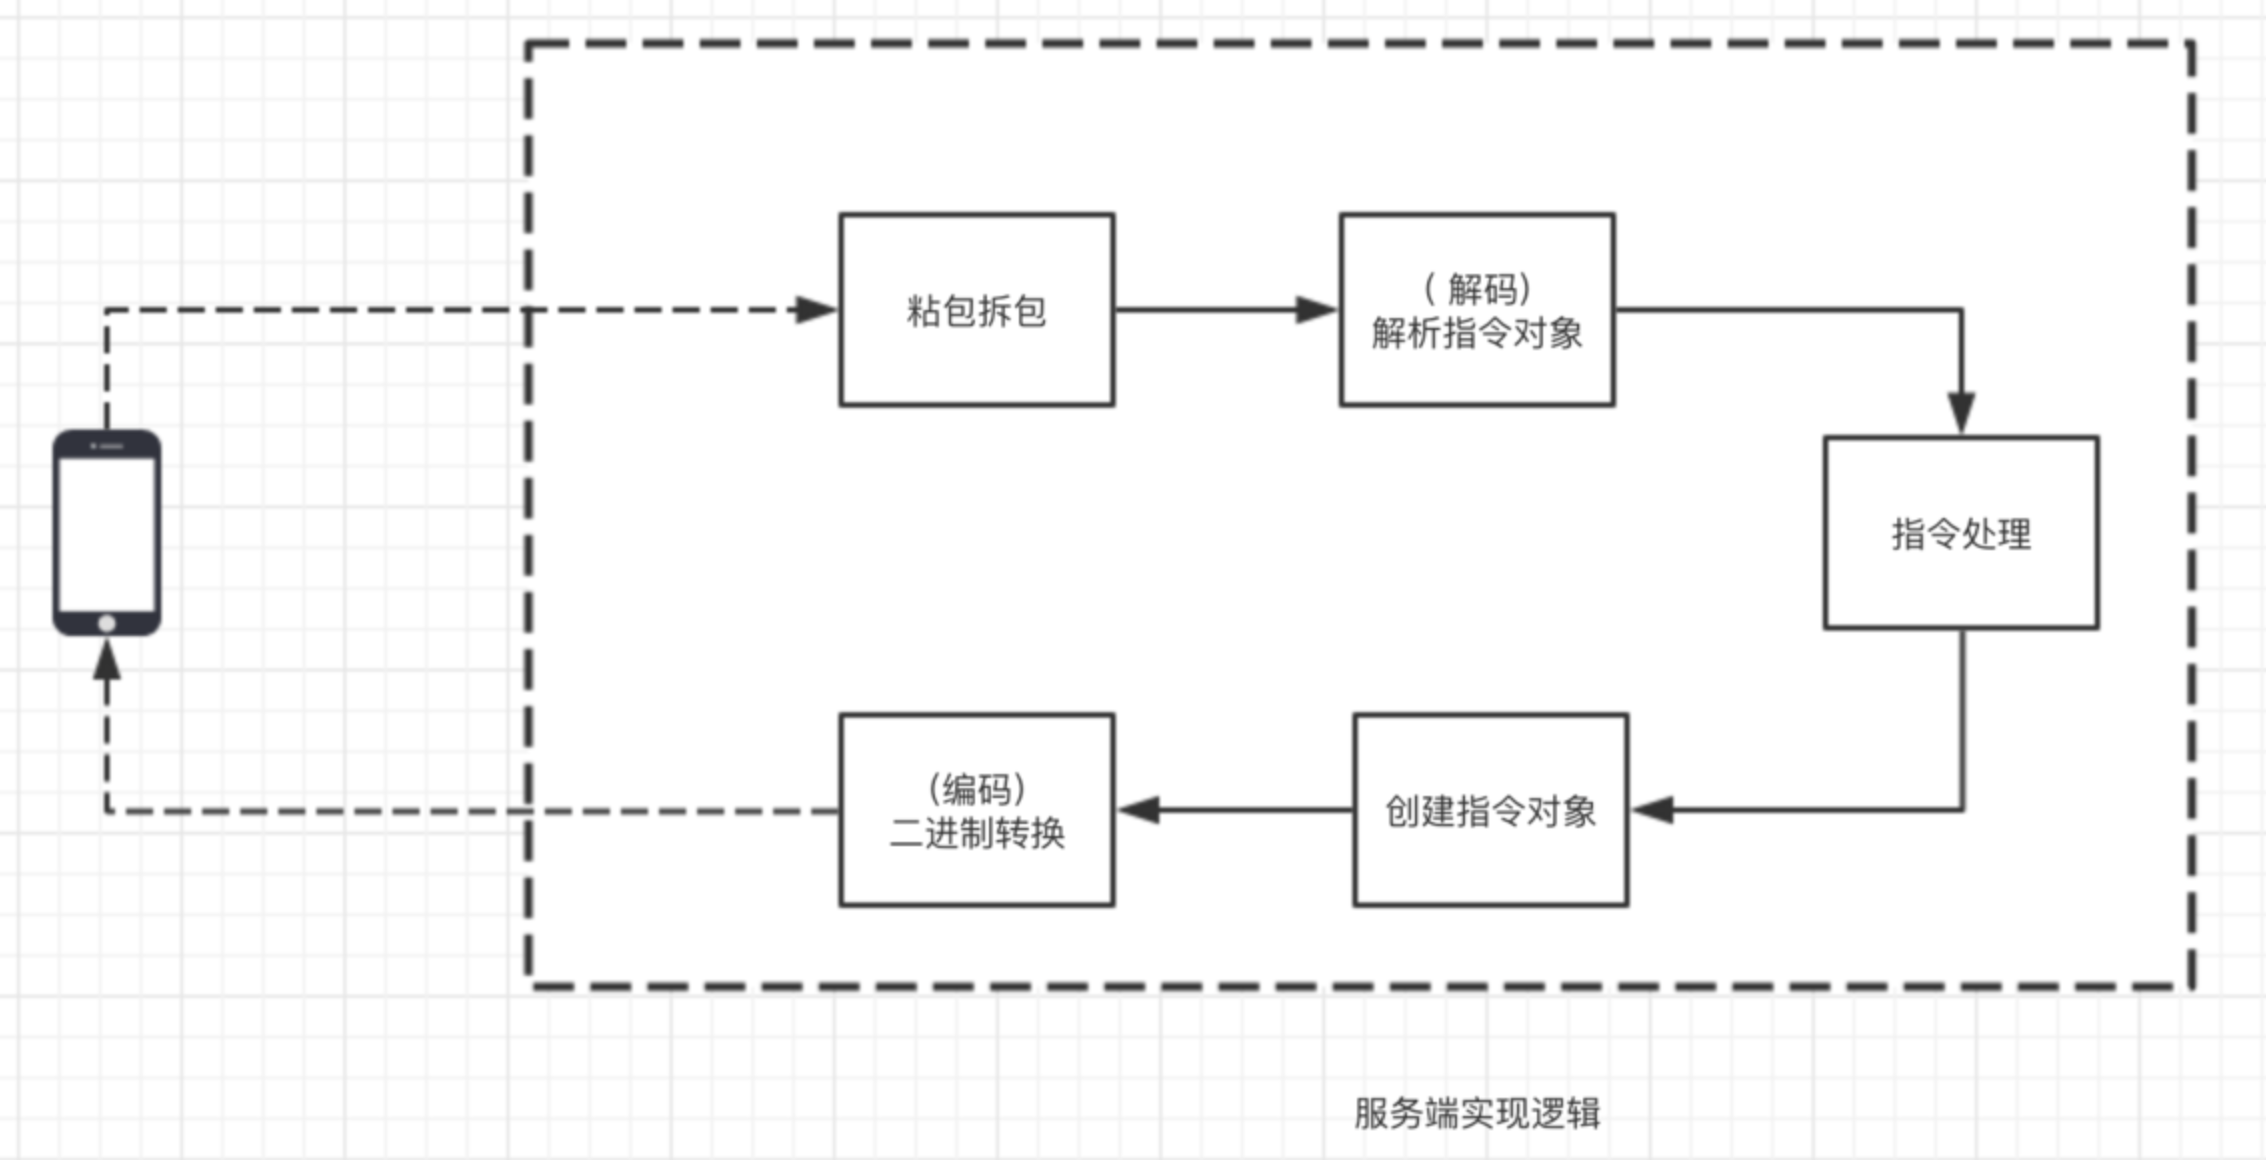 粘包拆包
( 解码)
解析指令对象
指令处理
(编码)
二进制转换
创建指令对象
服务端实现逻辑